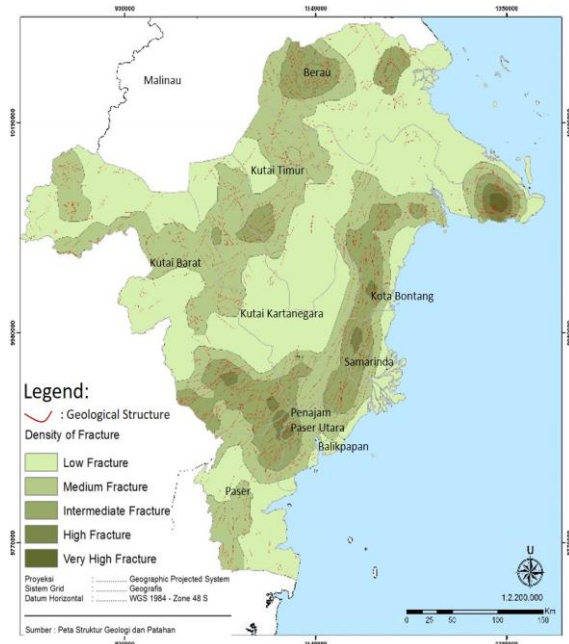 930000
1140000
1350000
Malinau
Berau
10190000
Kutai Timur
Kutai Barat
Kota Bontang
Kutai Kartanegara
9980000
Samarinda
Legend:
: Geological Structure
Penajam
Paser Utara
Density of Fracture
Balikpapan
Low Fracture
Medium Fracture
Paser
Intermediate Fracture
High Fracture
9770000
Very High Fracture
U
Proyeksi : .............. Geographic Projected System
Sistem Grid : .............. Geografis
Datum Horizontal : .............. WGS 1984 - Zone 48 S
1:2.200.000
Km
0 25 50 100 150
Sumber : Peta Struktur Geologi dan Patahan